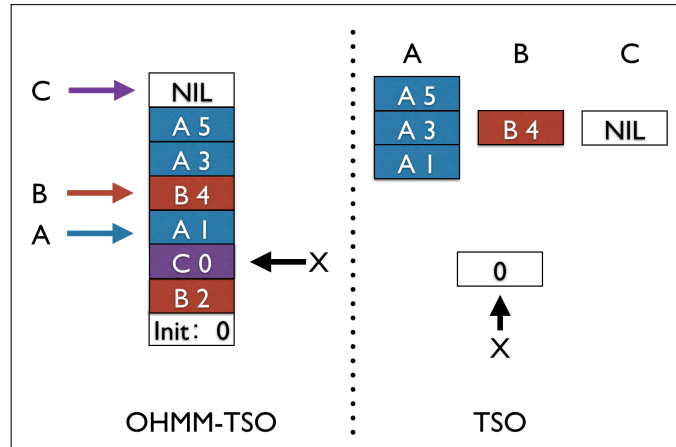 C
NIL
A 5
A 3
B
B 4
A
A 1
C 0
X
B 2
Init: 0
OHMM-TSO
A
B
C
A 5
A 3
B 4
NIL
A 1
0
X
TSO